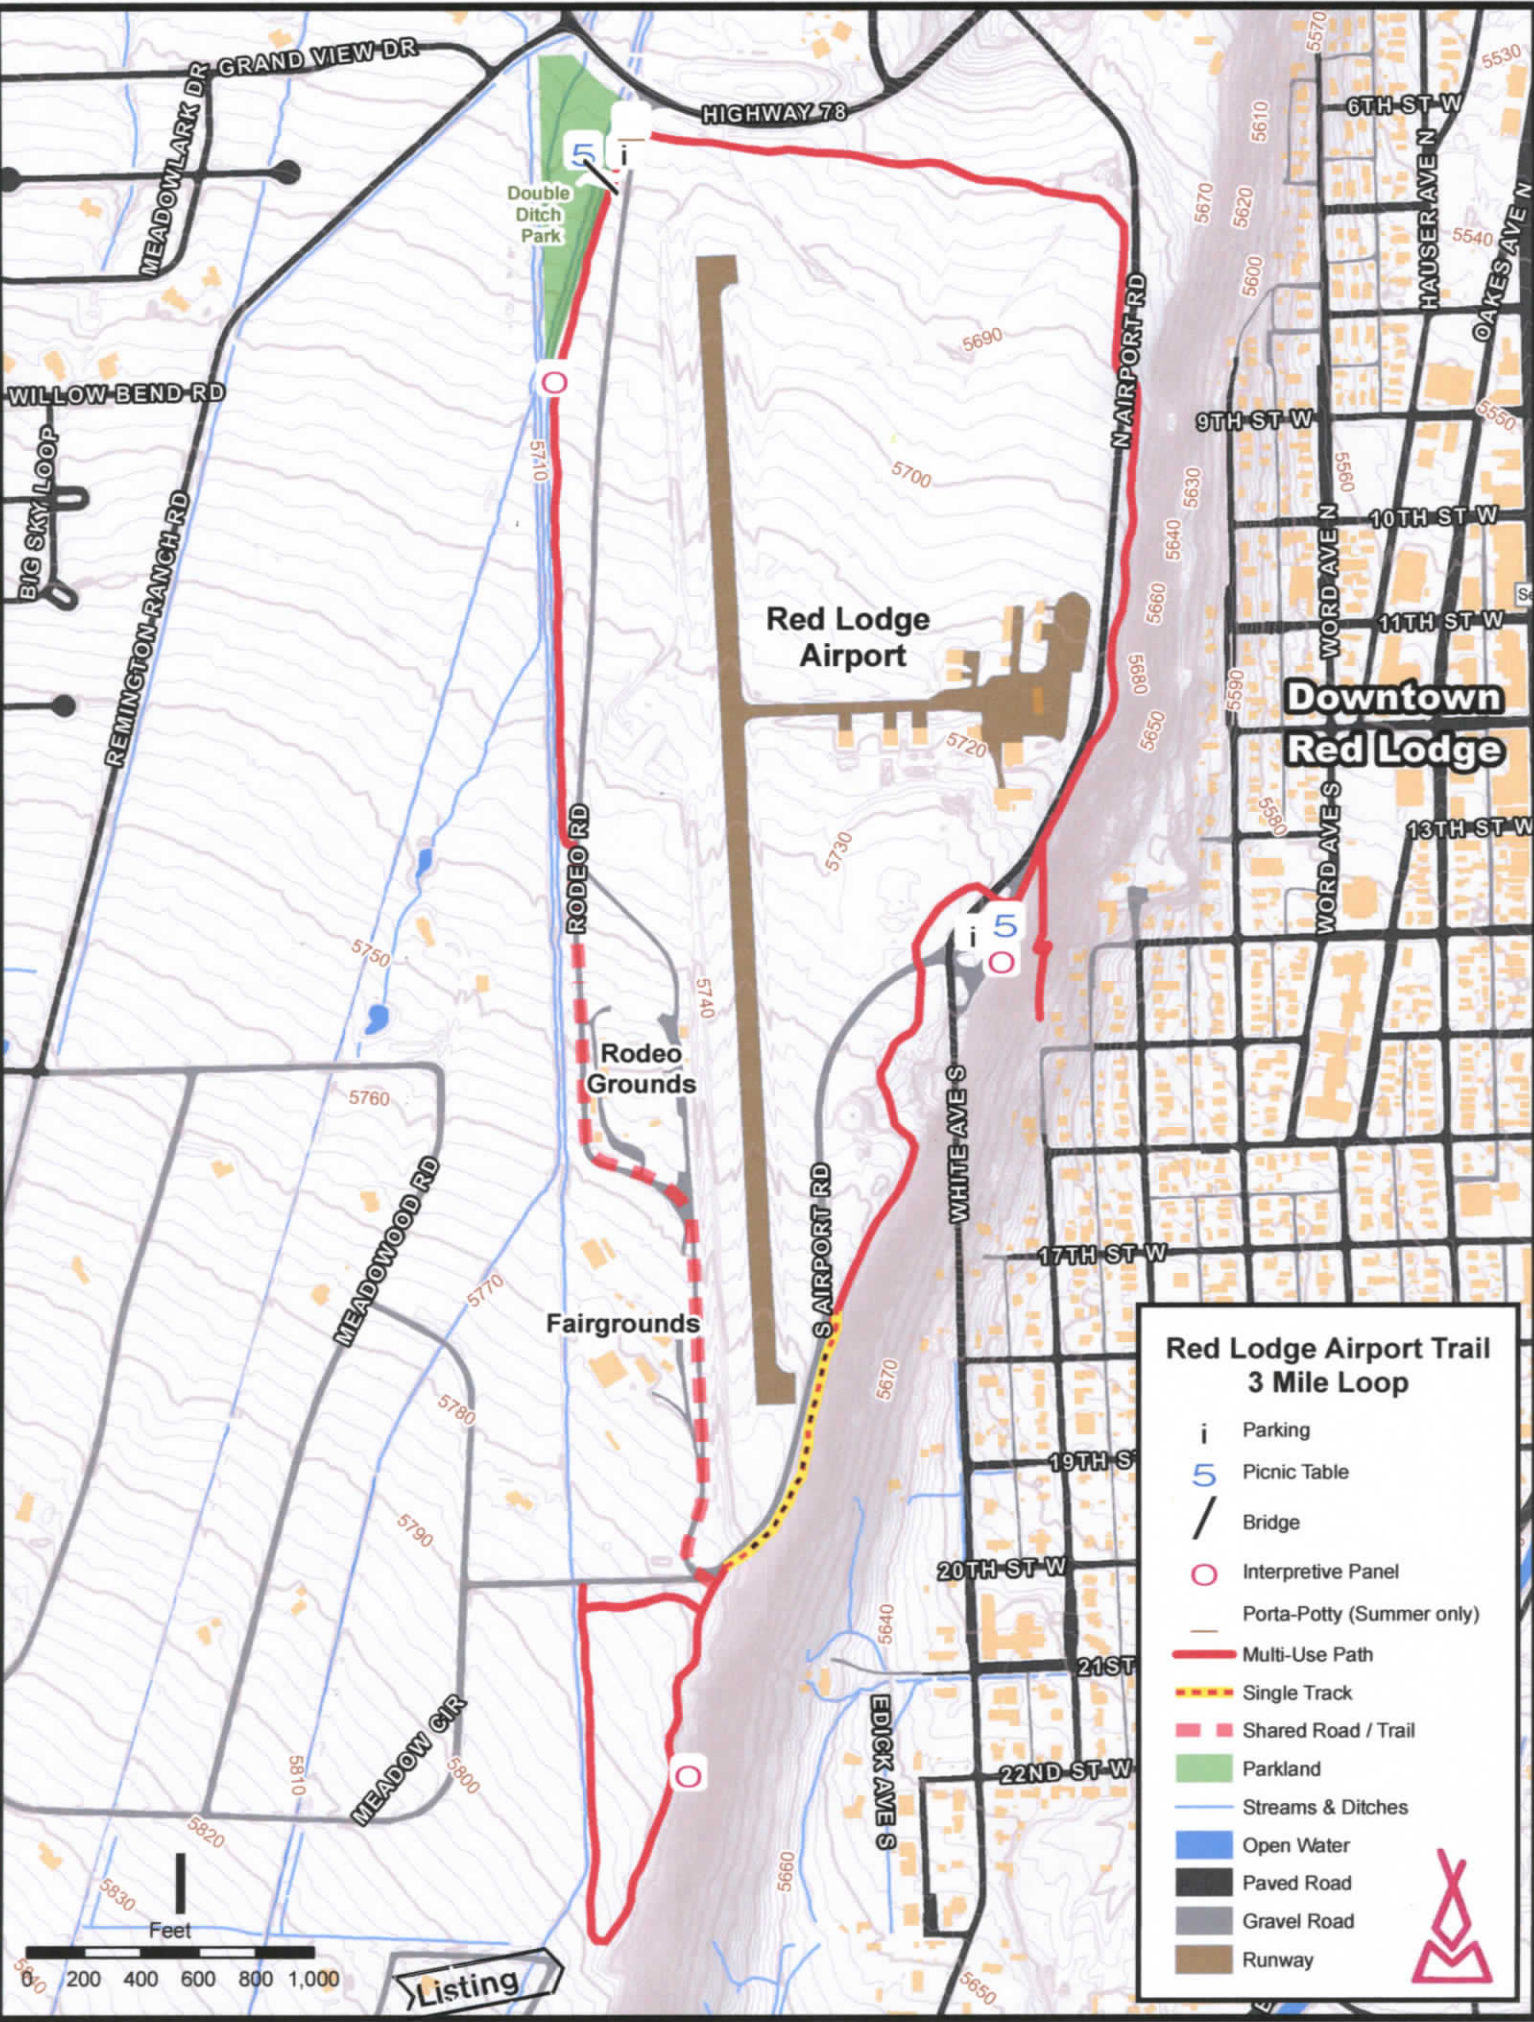 GRAND VIEW DR
MEADOWLARK DR
HIGHWAY 78
5570
5530
6TH ST W
5610
HAUSER AVE N
OAKES AVE N
5
i
Double
Ditch
Park
5670
5620
5540
5600
N AIRPORT RD
5690
WILLOW BEND RD
O
9TH ST W
5550
BIG SKY LOOP
5710
5700
5560
5630
10TH ST W
REMINGTON RANCH RD
5640
WORD AVE N
5660
11TH ST W
Red Lodge
Airport
5680
5590
Downtown
Red Lodge
5650
5720
RODEO RD
5730
5580
WORD AVE S
13TH ST W
i
5
O
5750
5740
Rodeo
Grounds
5760
WHITE AVE S
MEADOWOOD RD
S AIRPORT RD
17TH ST W
5770
Fairgrounds
5670
5780
19TH S
5790
20TH ST W
5640
21ST
EDICK AVE S
MEADOW CIR
5810
5800
O
22ND ST W
5820
5830
5660
5840
5650
Feet
0 200 400 600 800 1,000
Listing
Red Lodge Airport Trail
3 Mile Loop
i Parking
5 Picnic Table
Bridge
O Interpretive Panel
Porta-Potty (Summer only)
Multi-Use Path
Single Track
Shared Road / Trail
Parkland
Streams & Ditches
Open Water
Paved Road
Gravel Road
Runway